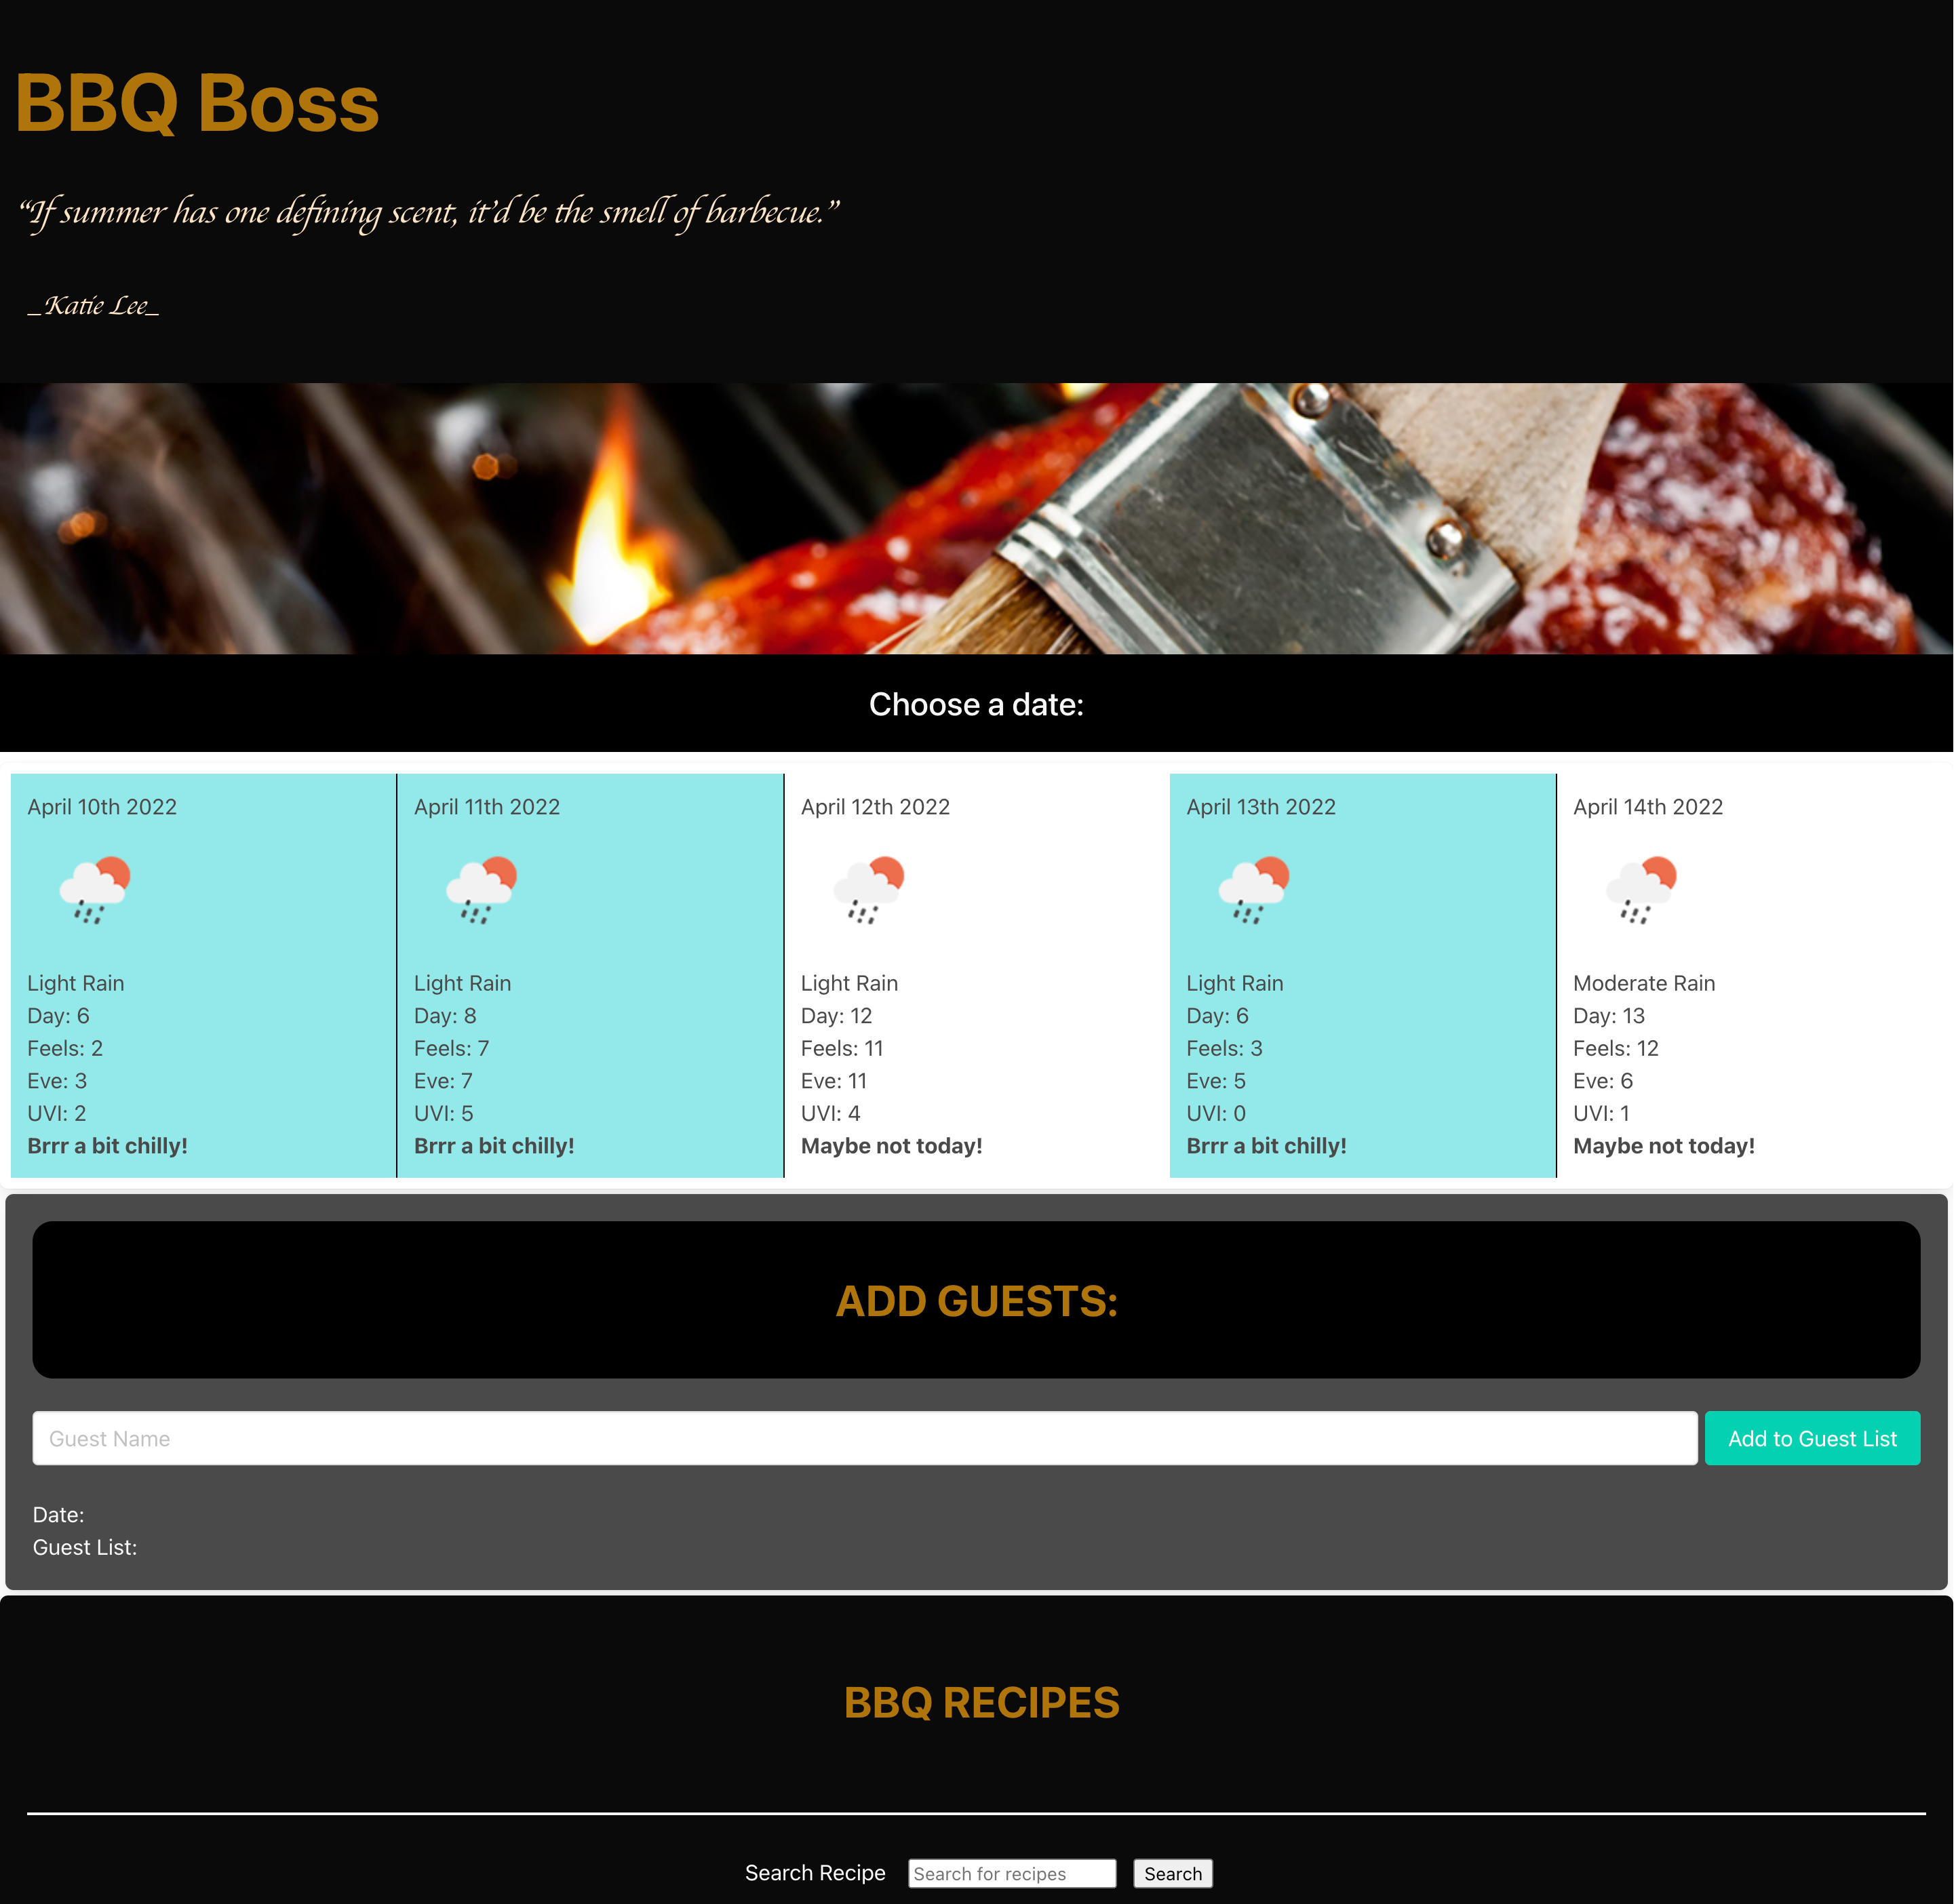 BBQ Boss
“If summer has one defining scent, it’d be the smell of barbecue.”
_Katie Lee_
Choose a date:
April 10th 2022
Light Rain
Day: 6
Feels: 2
Eve: 3
UVI: 2
Brrr a bit chilly!
April 11th 2022
Light Rain
Day: 8
Feels: 7
Eve: 7
UVI: 5
Brrr a bit chilly!
April 12th 2022
Light Rain
Day: 12
Feels: 11
Eve: 11
UVI: 4
Maybe not today!
April 13th 2022
Light Rain
Day: 6
Feels: 3
Eve: 5
UVI: 0
Brrr a bit chilly!
April 14th 2022
Moderate Rain
Day: 13
Feels: 12
Eve: 6
UVI: 1
Maybe not today!
ADD GUESTS:
Guest Name
Add to Guest List
Date:
Guest List:
BBQ RECIPES
Search Recipe
Search for recipes
Search